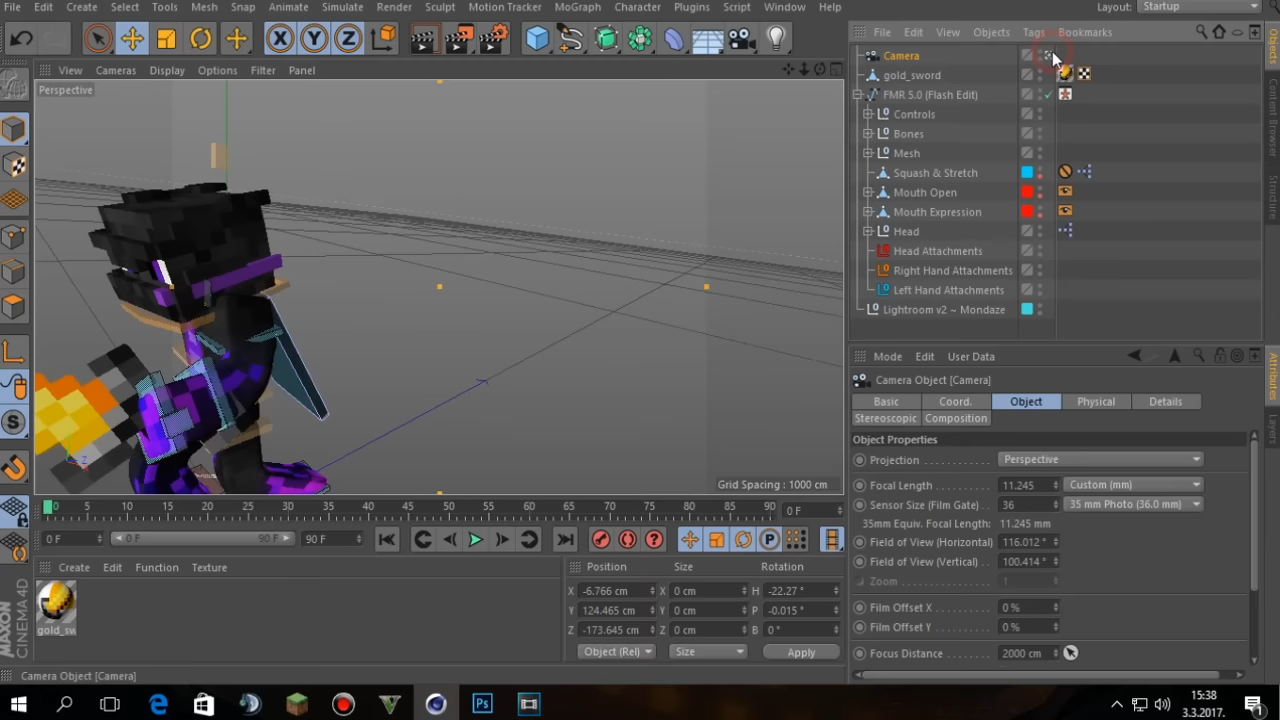 File Edit Create Select Tools Mesh Snap Animate Simulate Render Sculpt Motion Tracker MoGraph Character Plugins Script Window Help Layout: Startup
File Edit View Objects Tags Bookmarks
View Cameras Display Options Filter Panel
Perspective
Camera
gold_sword
FMR 5.0 (Flash Edit)
Controls
Bones
Mesh
Squash & Stretch
Mouth Open
Mouth Expression
Head
Head Attachments
Right Hand Attachments
Left Hand Attachments
Lightroom v2 ~ Mondaze
Objects
Content Browser
Structure
Mode Edit User Data
Camera Object [Camera]
Basic Coord. Object Physical Details
Stereoscopic Composition
Object Properties
Projection Perspective
Focal Length 11.245 Custom (mm)
Sensor Size (Film Gate) 36 35 mm Photo (36.0 mm)
35mm Equiv. Focal Length: 11.245 mm
Field of View (Horizontal) 116.012 °
Field of View (Vertical) 100.414 °
Zoom 1
Film Offset X 0 %
Film Offset Y 0 %
Focus Distance 2000 cm
Attributes
Layers
Z
Grid Spacing : 1000 cm
0 5 10 15 20 25 30 35 40 45 50 55 60 65 70 75 80 85 90 0 F
0 F 0 F 90 F 90 F
Create Edit Function Texture
gold_sw
Position Size Rotation
X -6.766 cm X 0 cm H -22.27 °
Y 124.465 cm Y 0 cm P -0.015 °
Z -173.645 cm Z 0 cm B 0 °
Object (Rel) Size Apply
MAXON CINEMA 4D
Camera Object [Camera]
15:38
3.3.2017.